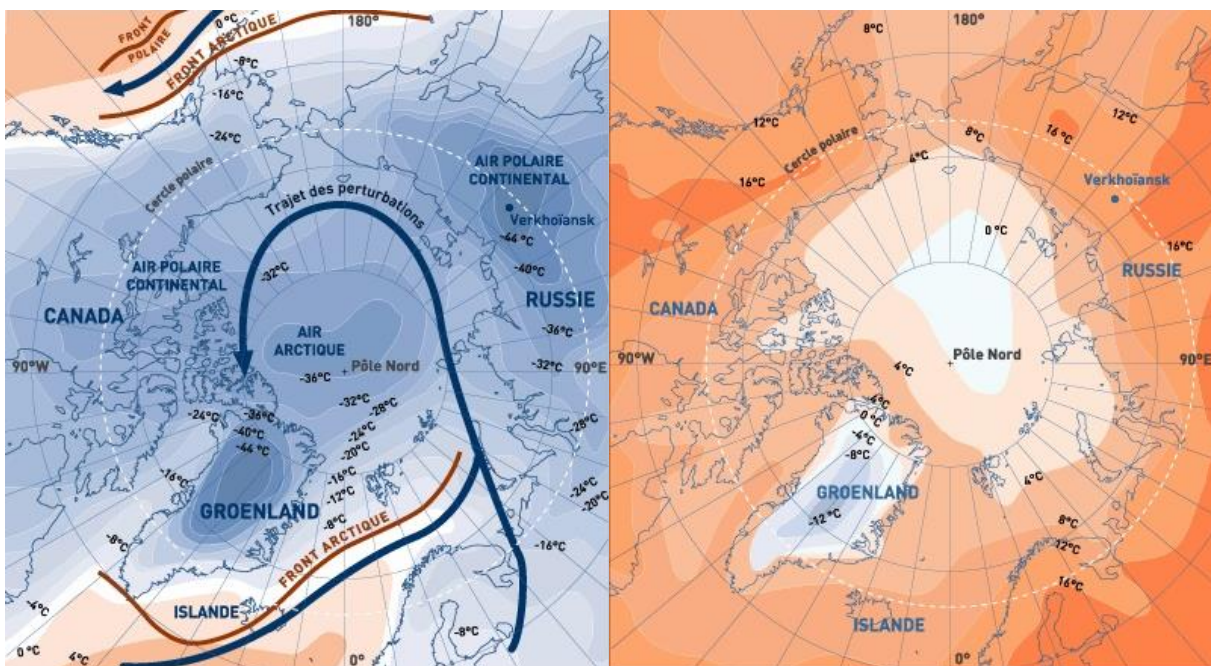 180°
0°C
FRONT
POLAIRE
FRONT ARCTIQUE
-8°C
-16°C
-24°C
Cercle polaire
AIR POLAIRE
CONTINENTAL
Trajet des perturbations
Verkhoïansk
-44°C
-40°C
-32°C
AIR POLAIRE
CONTINENTAL
CANADA
RUSSIE
AIR
ARCTIQUE
-36°C
-32°C
90°W
Pôle Nord
90°E
-36°C
-32°C
-28°C
-24°C
-20°C
-16°C
-12°C
-8°C
-28°C
-24°C
-20°C
-16°C
-24°C
-36°C
-40°C
-44°C
-16°C
GROENLAND
FRONT ARCTIQUE
-8°C
-4°C
0°C
4°C
ISLANDE
-8°C
0°
180°
8°C
12°C
16°C
Cercle polaire
4°C
8°C
16°C
12°C
Verkhoïansk
0°C
16°C
RUSSIE
CANADA
90°W
Pôle Nord
90°E
4°C
4°C
0°C
-4°C
-8°C
GROENLAND
-12°C
4°C
8°C
12°C
16°C
ISLANDE
0°